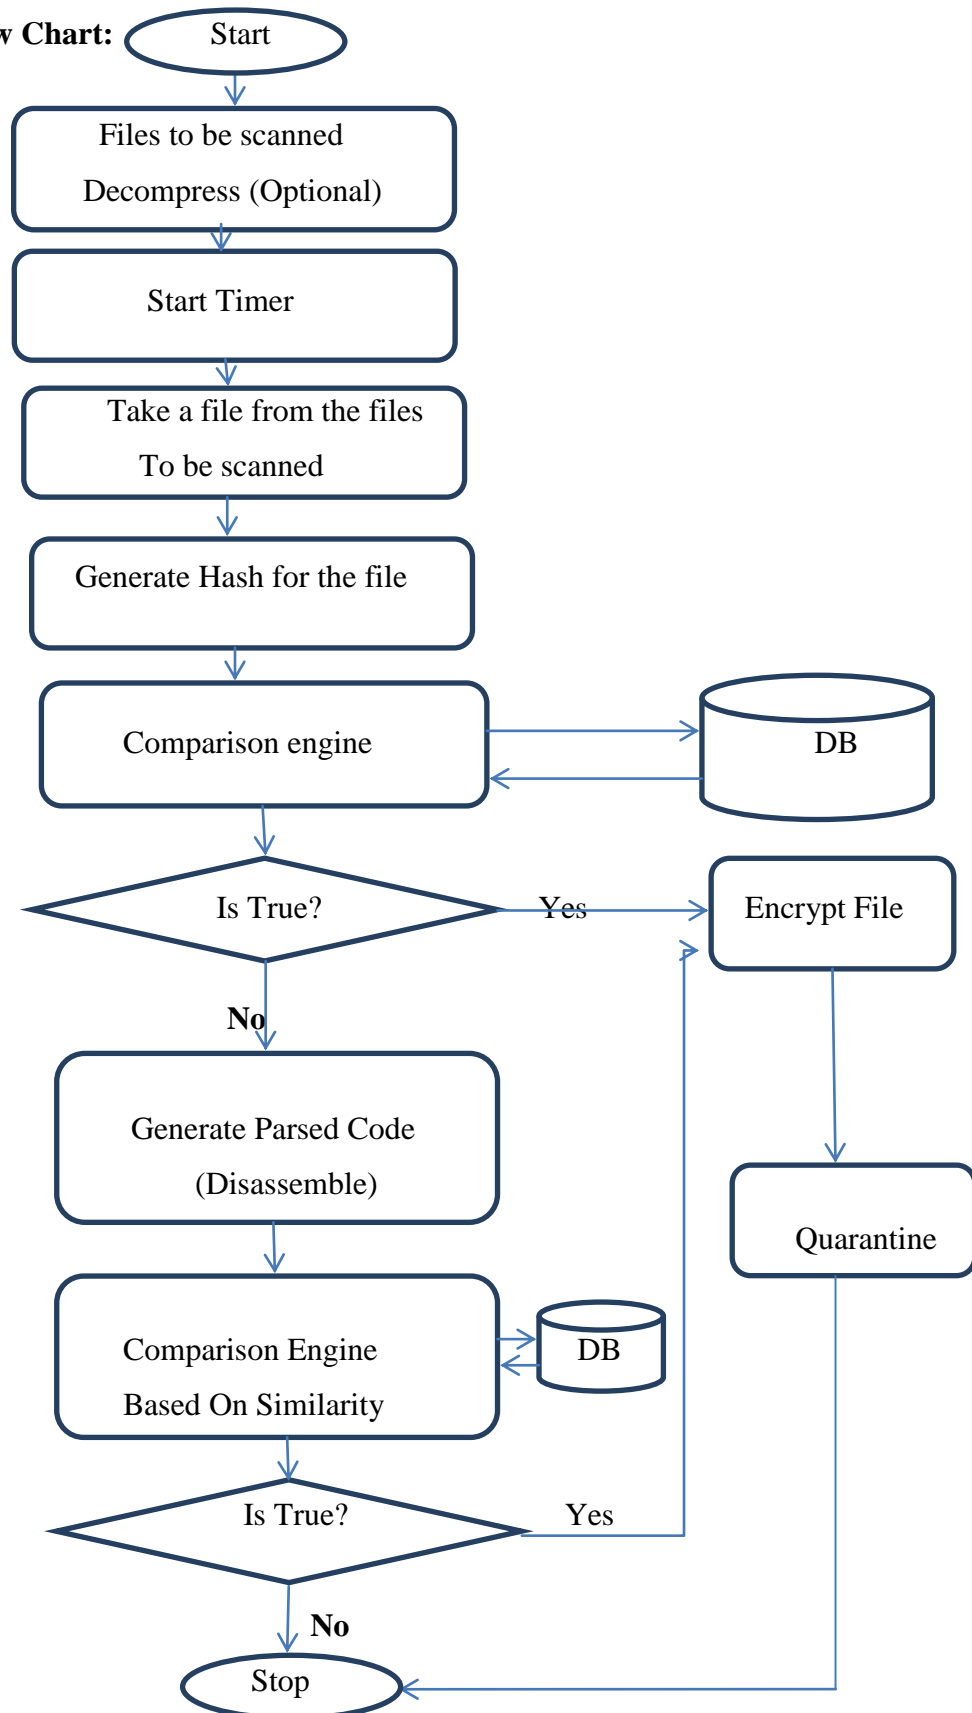 w Chart:
Start
Files to be scanned
Decompress (Optional)
Start Timer
Take a file from the files
To be scanned
Generate Hash for the file
Comparison engine
DB
Is True?
Yes
Encrypt File
No
Generate Parsed Code
(Disassemble)
Quarantine
Comparison Engine
Based On Similarity
DB
Is True?
Yes
No
Stop